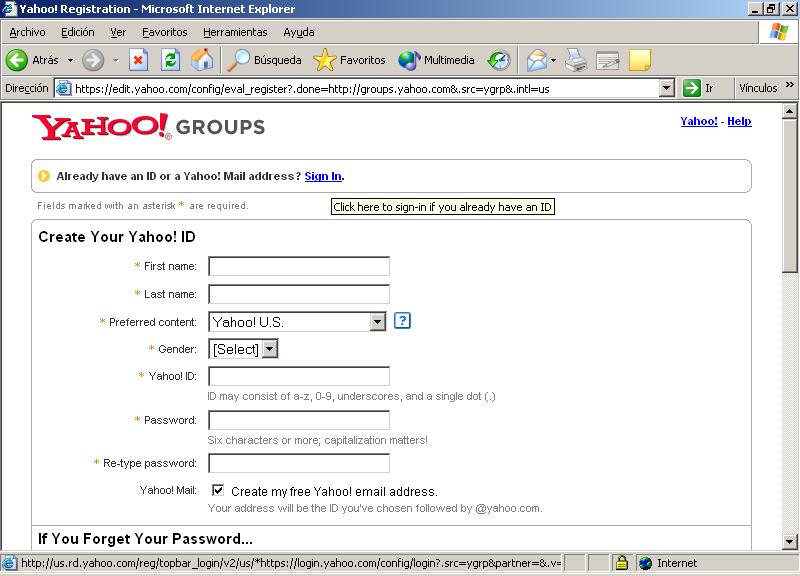 Yahoo! Registration - Microsoft Internet Explorer
Archivo Edición Ver Favoritos Herramientas Ayuda
Atrás Búsqueda Favoritos Multimedia
Dirección https://edit.yahoo.com/config/eval_register?.done=http://groups.yahoo.com&.src=ygrp&.intl=us Ir Vínculos »
YAHOO! GROUPS Yahoo! - Help
Already have an ID or a Yahoo! Mail address? Sign In.
Fields marked with an asterisk * are required.
Click here to sign-in if you already have an ID
Create Your Yahoo! ID
* First name:
* Last name:
* Preferred content: Yahoo! U.S. ?
* Gender: [Select]
* Yahoo! ID:
ID may consist of a-z, 0-9, underscores, and a single dot (.)
* Password:
Six characters or more; capitalization matters!
* Re-type password:
Yahoo! Mail: Create my free Yahoo! email address.
Your address will be the ID you've chosen followed by @yahoo.com.
If You Forget Your Password...
http://us.rd.yahoo.com/reg/topbar_login/v2/us/*https://login.yahoo.com/config/login?.src=ygrp&partner=&.v= Internet